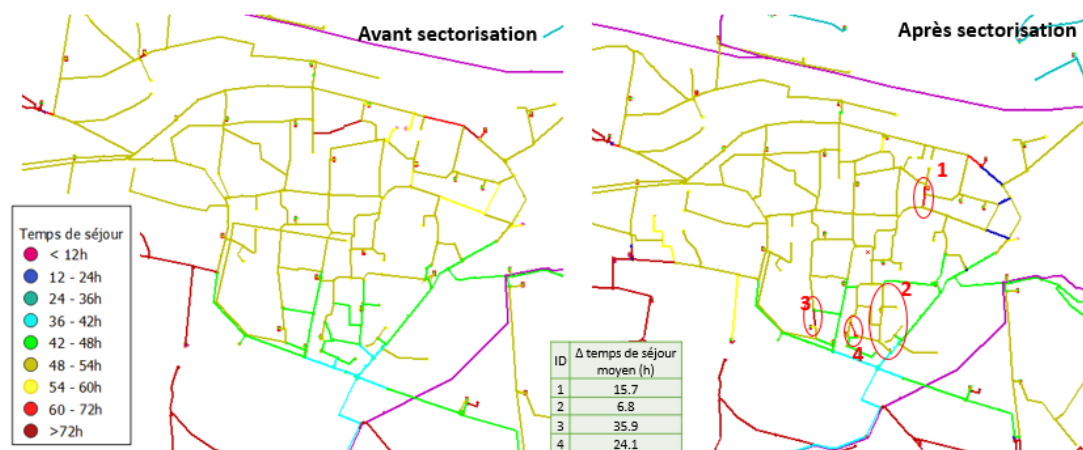 Avant sectorisation
Après sectorisation
1
2
3
4
Temps de séjour
< 12h
12 - 24h
24 - 36h
36 - 42h
42 - 48h
48 - 54h
54 - 60h
60 - 72h
>72h
ID Δ temps de séjour
moyen (h)
1 15.7
2 6.8
3 35.9
4 24.1